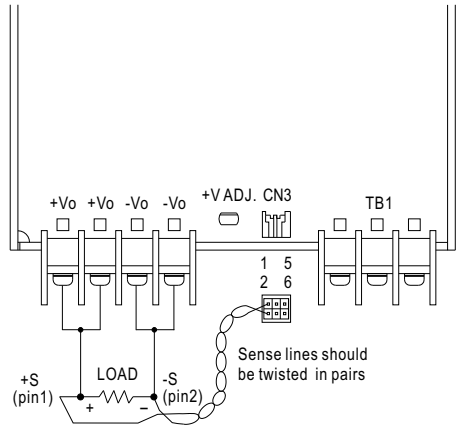 +Vo +Vo -Vo -Vo +V ADJ. CN3 TB1
1 5
2 6
Sense lines should
be twisted in pairs
+S
(pin1)
LOAD
-S
(pin2)
+ −